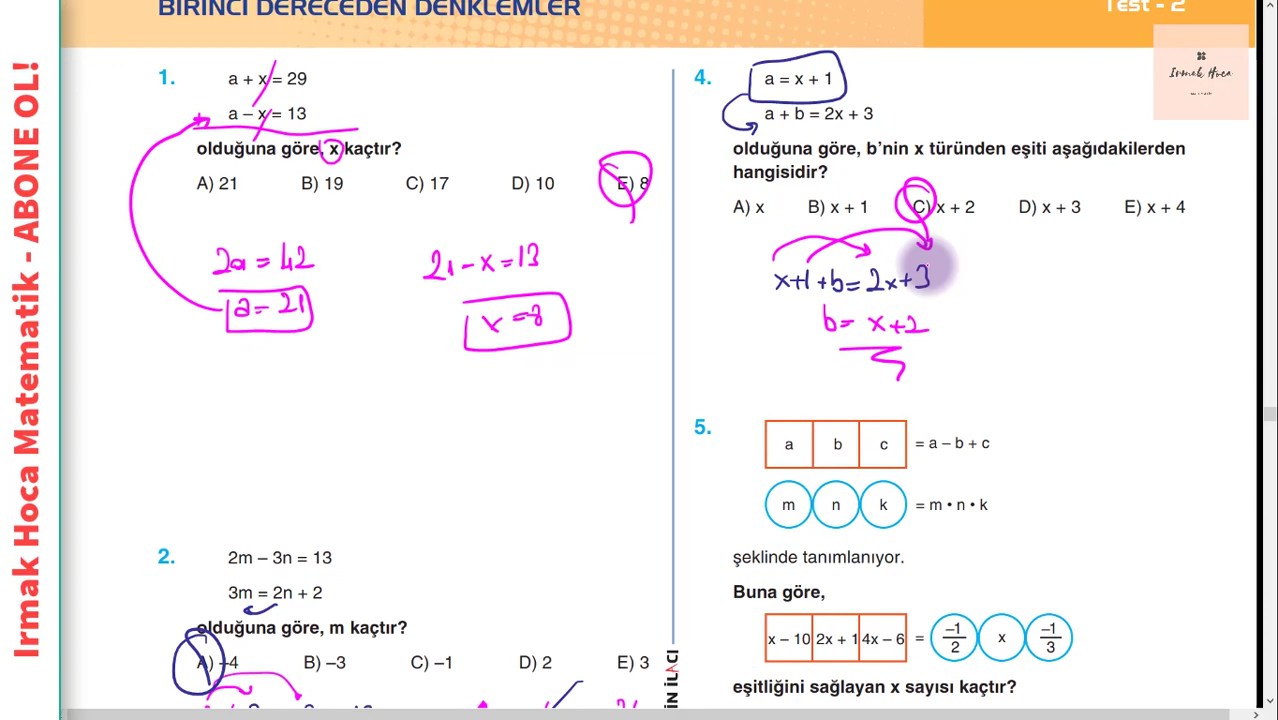 BİRİNCİ DERECEDEN DENKLEMLER
Test - 2
Irmak Hoca
Irmak Hoca Matematik - ABONE OL!
1.
a + x = 29
a – x = 13
olduğuna göre, x kaçtır?
A) 21 B) 19 C) 17 D) 10 E) 8
2a = 42
a = 21
21 - x = 13
x = 8
2.
2m – 3n = 13
3m = 2n + 2
olduğuna göre, m kaçtır?
A) –4 B) –3 C) –1 D) 2 E) 3
4.
a = x + 1
a + b = 2x + 3
olduğuna göre, b'nin x türünden eşiti aşağıdakilerden
hangisidir?
A) x B) x + 1 C) x + 2 D) x + 3 E) x + 4
x+1+b = 2x+3
b = x+2
5.
a b c = a – b + c
m n k = m • n • k
şeklinde tanımlanıyor.
Buna göre,
x – 10 2x + 1 4x – 6 = –1/2 x –1/3
eşitliğini sağlayan x sayısı kaçtır?
İN İLACI